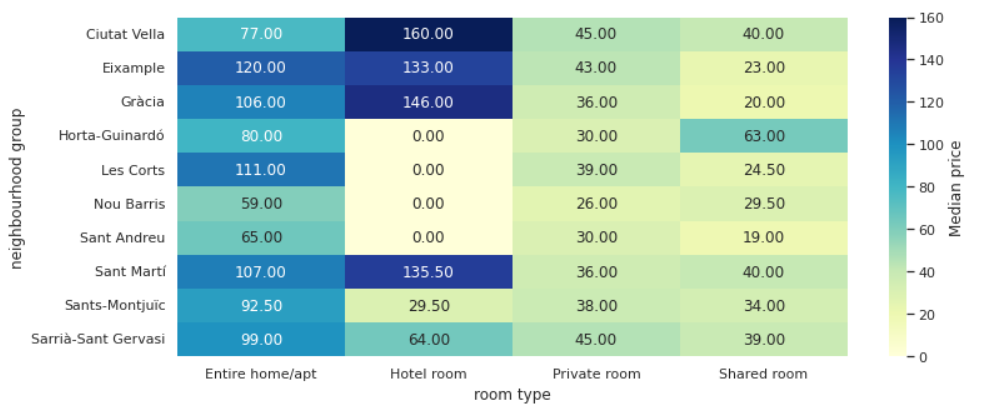 Ciutat Vella 77.00 160.00 45.00 40.00
Eixample 120.00 133.00 43.00 23.00
Gràcia 106.00 146.00 36.00 20.00
Horta-Guinardó 80.00 0.00 30.00 63.00
Les Corts 111.00 0.00 39.00 24.50
Nou Barris 59.00 0.00 26.00 29.50
Sant Andreu 65.00 0.00 30.00 19.00
Sant Martí 107.00 135.50 36.00 40.00
Sants-Montjuïc 92.50 29.50 38.00 34.00
Sarrià-Sant Gervasi 99.00 64.00 45.00 39.00
Entire home/apt Hotel room Private room Shared room
room type
neighbourhood group
160
140
120
100
80
60
40
20
0
Median price